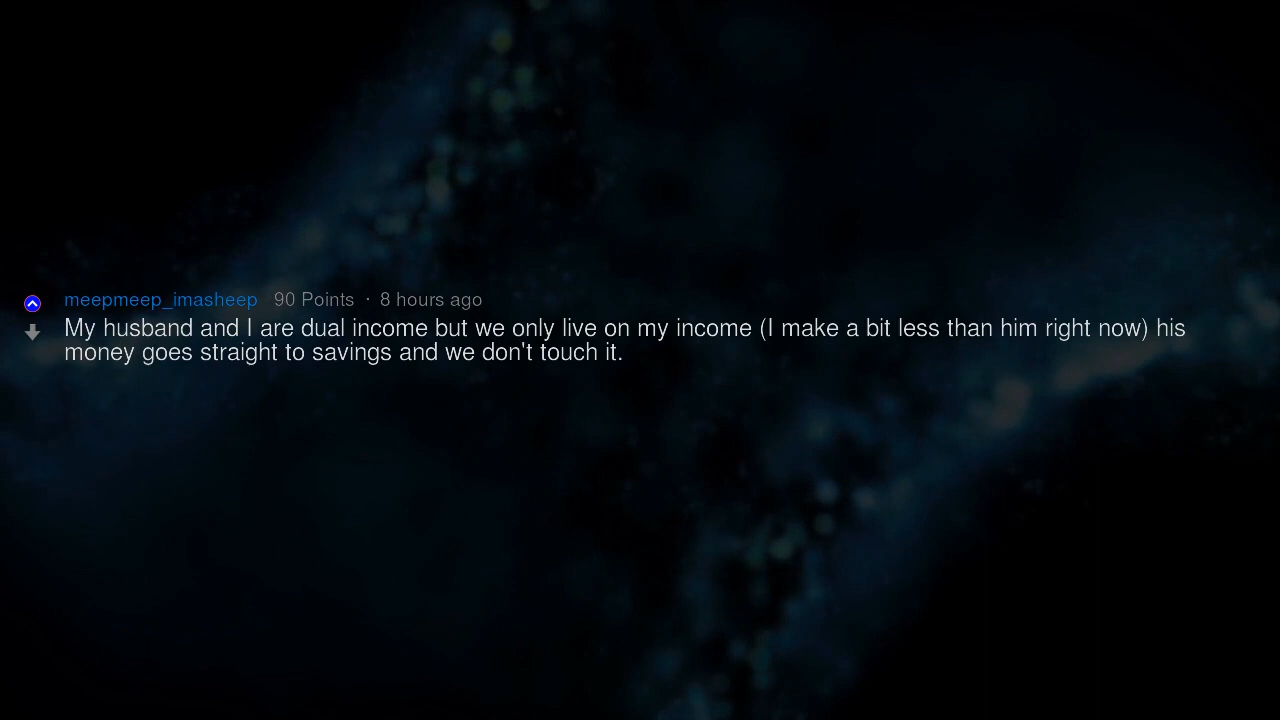 meepmeep_imasheep 90 Points · 8 hours ago
My husband and I are dual income but we only live on my income (I make a bit less than him right now) his
money goes straight to savings and we don't touch it.